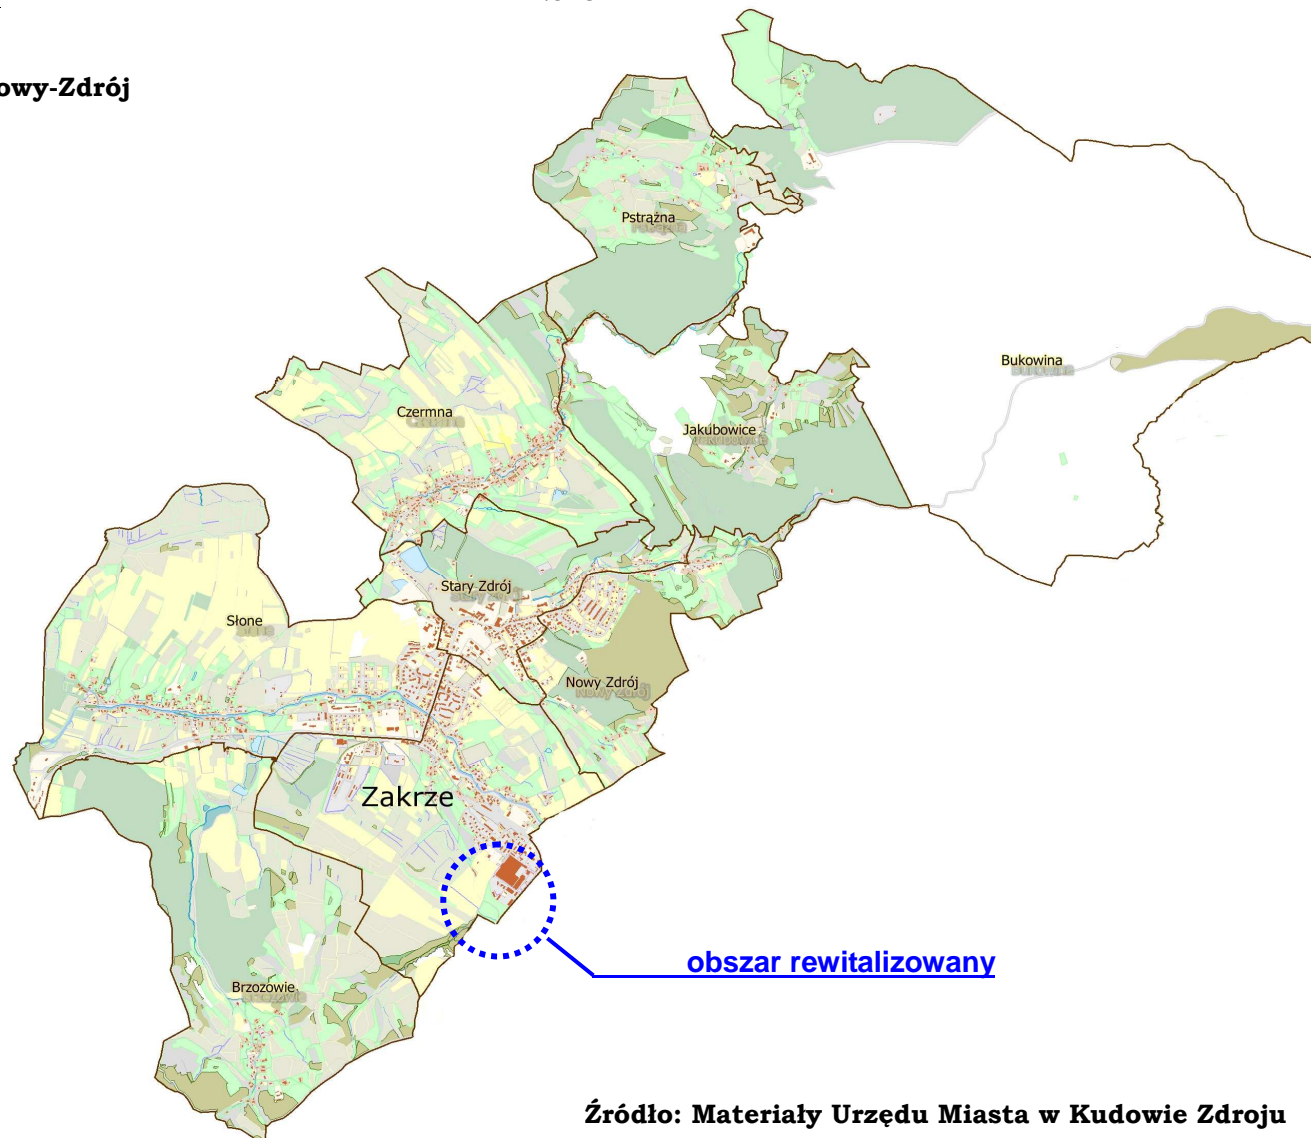 owy-Zdrój
Pstrążna
Bukowina
Czermna
Jakubowice
Stary Zdrój
Słone
Nowy Zdrój
Zakrze
obszar rewitalizowany
Brzozowie
Źródło: Materiały Urzędu Miasta w Kudowie Zdroju